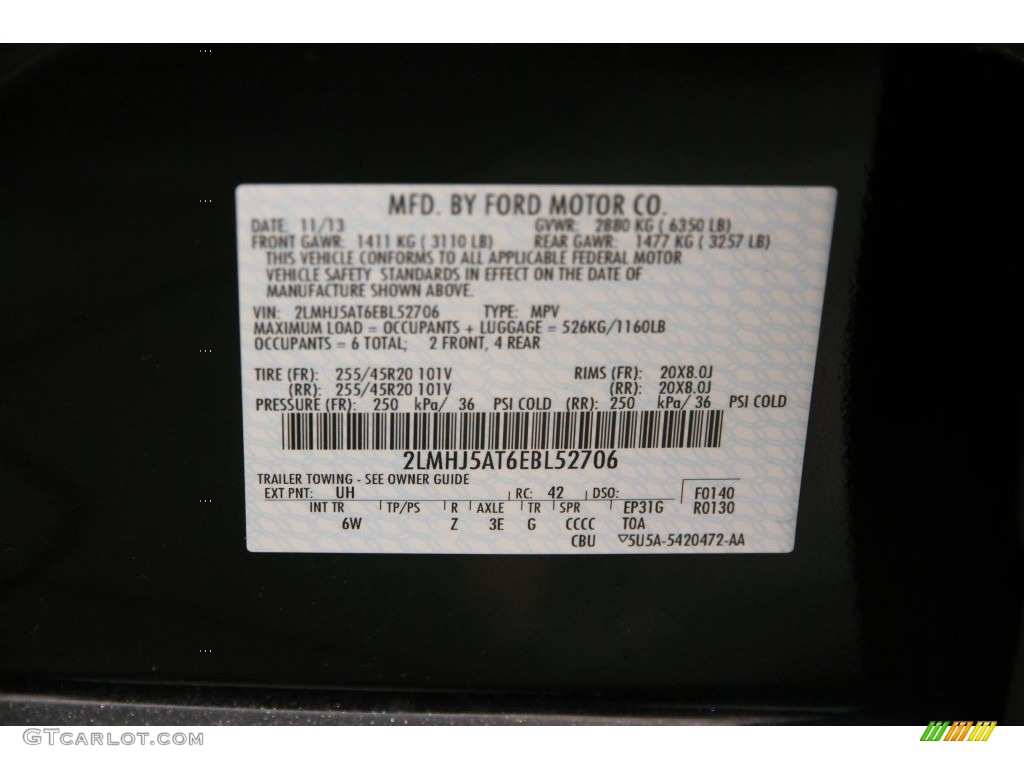 MFD. BY FORD MOTOR CO.
DATE: 11/13 GVWR: 2880 KG ( 6350 LB)
FRONT GAWR: 1411 KG ( 3110 LB) REAR GAWR: 1477 KG ( 3257 LB)
THIS VEHICLE CONFORMS TO ALL APPLICABLE FEDERAL MOTOR
VEHICLE SAFETY STANDARDS IN EFFECT ON THE DATE OF
MANUFACTURE SHOWN ABOVE.
VIN: 2LMHJ5AT6EBL52706 TYPE: MPV
MAXIMUM LOAD = OCCUPANTS + LUGGAGE = 526KG/1160LB
OCCUPANTS = 6 TOTAL; 2 FRONT, 4 REAR
TIRE (FR): 255/45R20 101V RIMS (FR): 20X8.0J
(RR): 255/45R20 101V (RR): 20X8.0J
PRESSURE (FR): 250 kPa/ 36 PSI COLD (RR): 250 kPa/ 36 PSI COLD
2LMHJ5AT6EBL52706
TRAILER TOWING - SEE OWNER GUIDE
EXT PNT: UH RC: 42 DSO: F0140
INT TR TP/PS R AXLE TR SPR EP31G R0130
6W Z 3E G CCCC T0A
CBU ▽5U5A-5420472-AA
GTcarlot.com